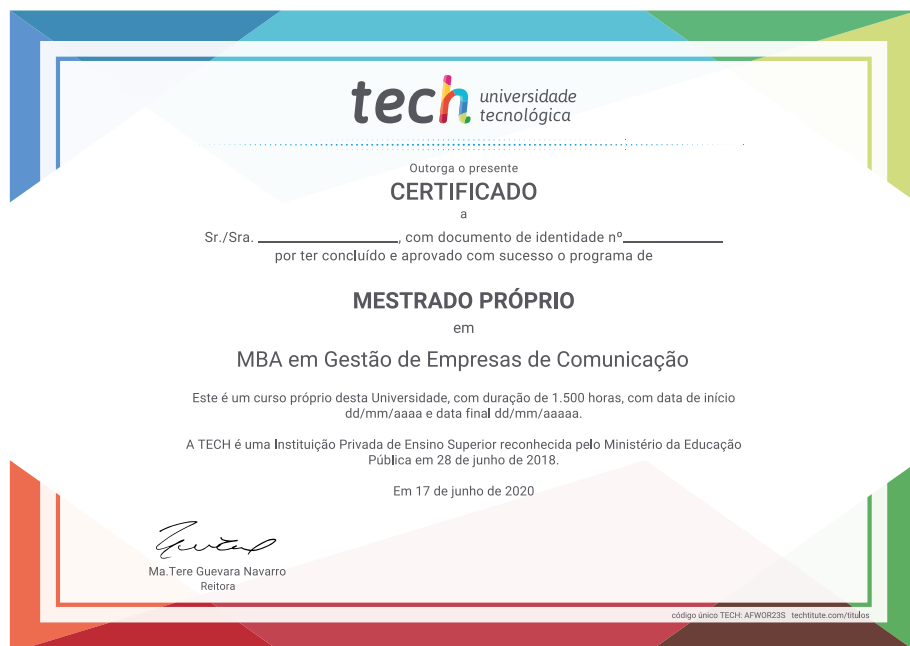 tech universidade
tecnológica
Outorga o presente
CERTIFICADO
a
Sr./Sra. ____________________, com documento de identidade nº______________
por ter concluído e aprovado com sucesso o programa de
MESTRADO PRÓPRIO
em
MBA em Gestão de Empresas de Comunicação
Este é um curso próprio desta Universidade, com duração de 1.500 horas, com data de início
dd/mm/aaaa e data final dd/mm/aaaaa.
A TECH é uma Instituição Privada de Ensino Superior reconhecida pelo Ministério da Educação
Pública em 28 de junho de 2018.
Em 17 de junho de 2020
Ma.Tere Guevara Navarro
Reitora
código único TECH: AFWOR23S techtitute.com/titulos